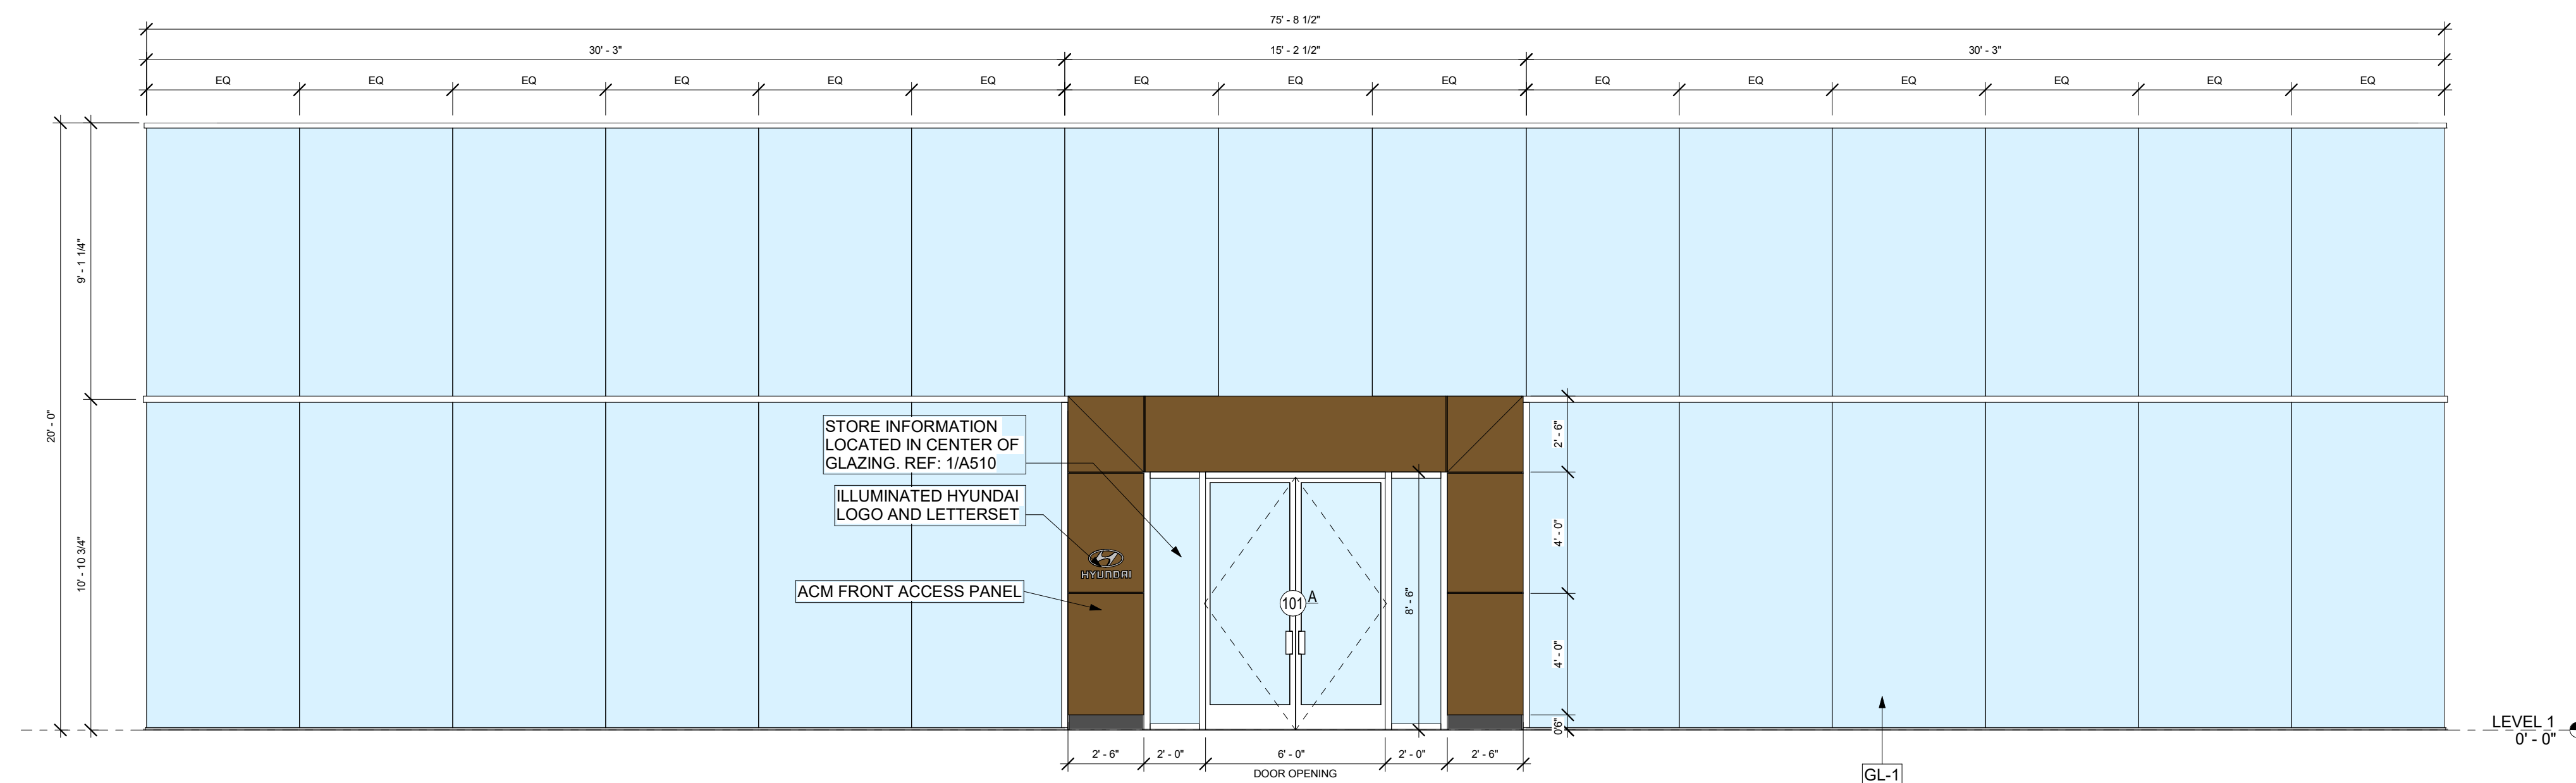 75' - 8 1/2"
30' - 3"
15' - 2 1/2"
30' - 3"
EQ EQ EQ EQ EQ EQ EQ EQ EQ EQ EQ EQ EQ EQ EQ
9' - 1 1/4"
20' - 0"
10' - 10 3/4"
STORE INFORMATION
LOCATED IN CENTER OF
GLAZING. REF: 1/A510
ILLUMINATED HYUNDAI
LOGO AND LETTERSET
HYUNDAI
ACM FRONT ACCESS PANEL
101 A
8' - 6"
2' - 6"
4' - 0"
4' - 0"
0'6"
LEVEL 1
0' - 0"
2' - 6"
2' - 0"
6' - 0"
2' - 0"
2' - 6"
DOOR OPENING
GL-1